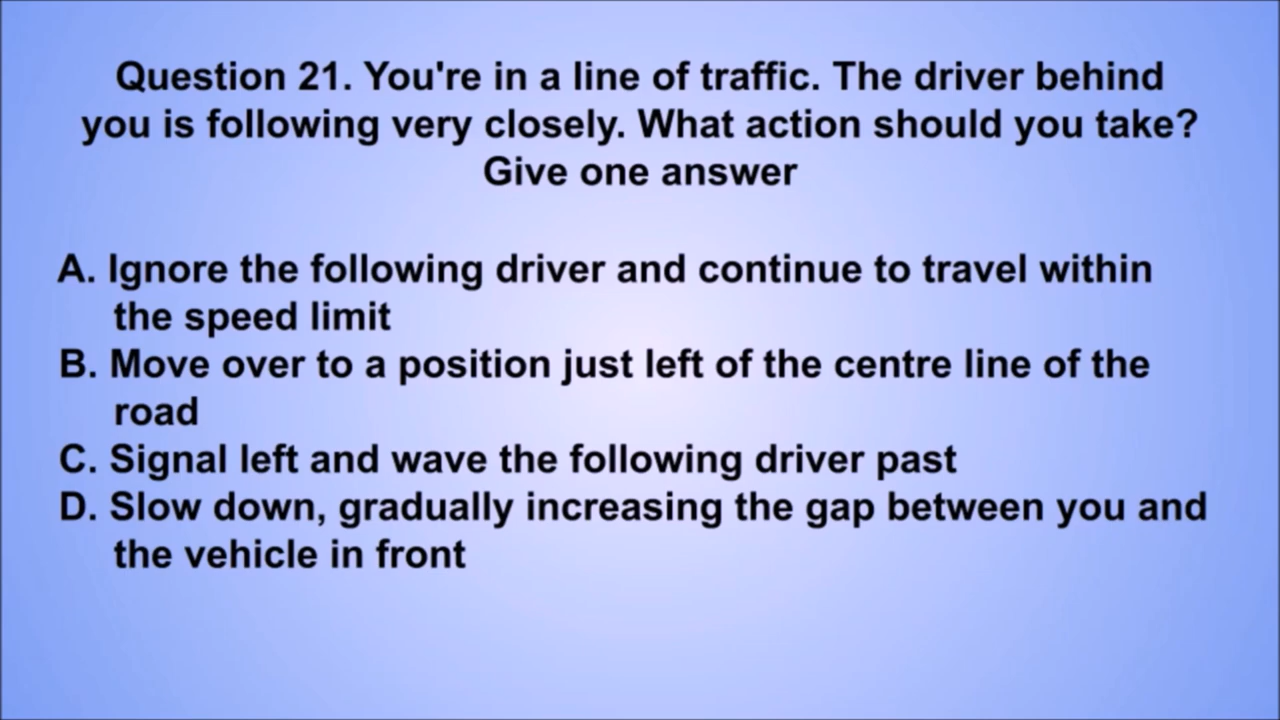 Question 21. You're in a line of traffic. The driver behind
you is following very closely. What action should you take?
Give one answer
A. Ignore the following driver and continue to travel within
the speed limit
B. Move over to a position just left of the centre line of the
road
C. Signal left and wave the following driver past
D. Slow down, gradually increasing the gap between you and
the vehicle in front